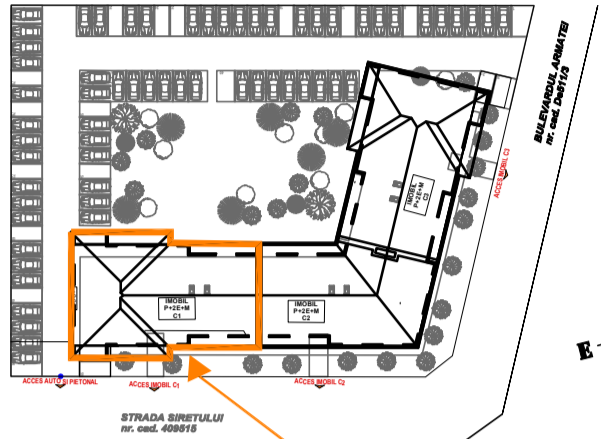 BULEVARDUL ARMATEI
nr. cad. De511/3
ACCES IMOBIL C3
IMOBIL
P+2E+M
C3
IMOBIL
P+2E+M
C1
IMOBIL
P+2E+M
C2
E
ACCES AUTO SI PIETONAL
ACCES IMOBIL C1
ACCES IMOBIL C2
STRADA SIRETULUI
nr. cad. 409515